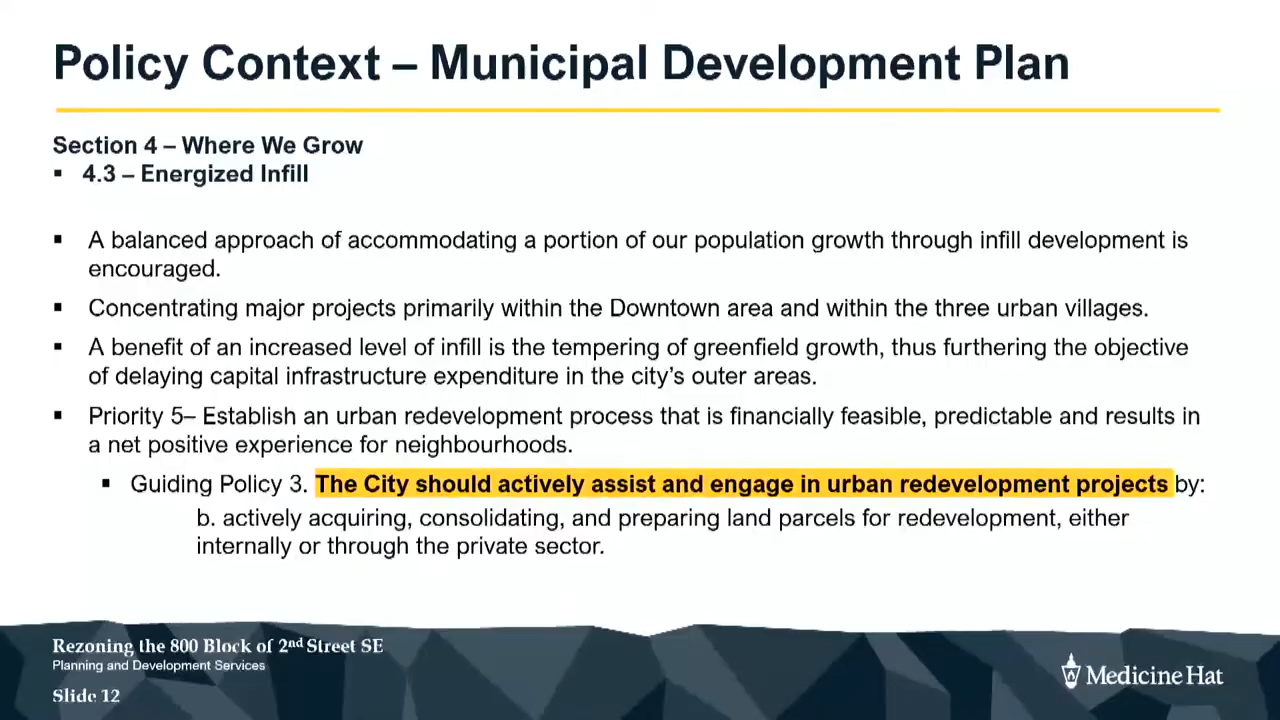 Policy Context – Municipal Development Plan
Section 4 – Where We Grow
▪ 4.3 – Energized Infill
▪ A balanced approach of accommodating a portion of our population growth through infill development is
encouraged.
▪ Concentrating major projects primarily within the Downtown area and within the three urban villages.
▪ A benefit of an increased level of infill is the tempering of greenfield growth, thus furthering the objective
of delaying capital infrastructure expenditure in the city's outer areas.
▪ Priority 5– Establish an urban redevelopment process that is financially feasible, predictable and results in
a net positive experience for neighbourhoods.
▪ Guiding Policy 3. The City should actively assist and engage in urban redevelopment projects by:
b. actively acquiring, consolidating, and preparing land parcels for redevelopment, either
internally or through the private sector.
Rezoning the 800 Block of 2nd Street SE
Planning and Development Services
Slide 12
Medicine Hat